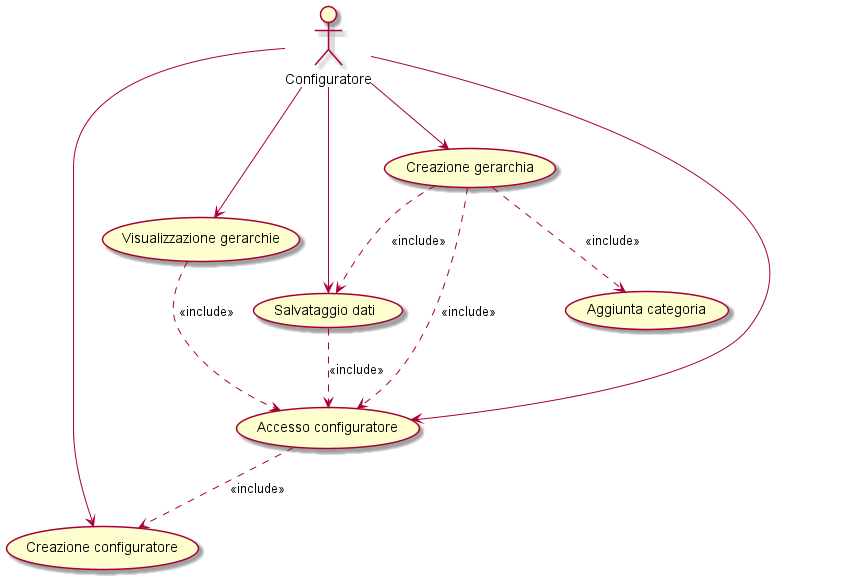 Configuratore
Creazione gerarchia
Visualizzazione gerarchie
«include»
«include»
Salvataggio dati
Aggiunta categoria
«include»
«include»
«include»
Accesso configuratore
«include»
Creazione configuratore